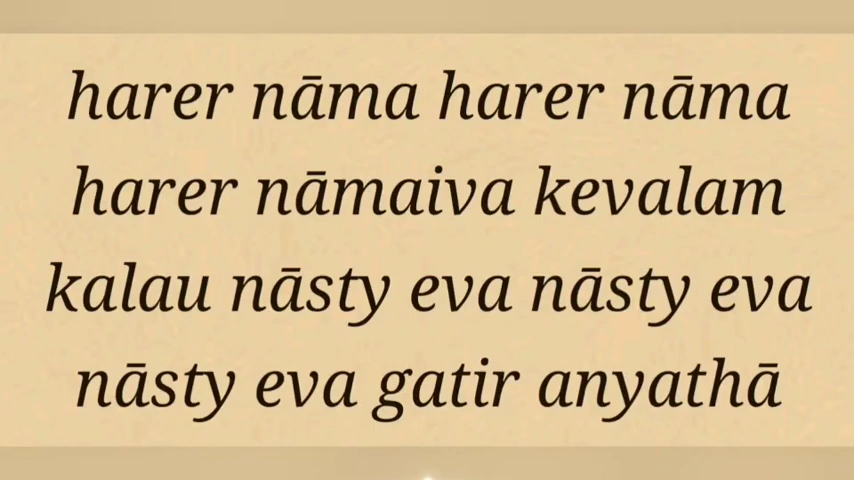 harer nāma harer nāma
harer nāmaiva kevalam
kalau nāsty eva nāsty eva
nāsty eva gatir anyathā